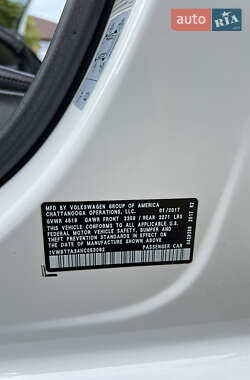 AUTO
RIA
MFD BY VOLKSWAGEN GROUP OF AMERICA
CHATTANOOGA OPERATIONS, LLC. 01/2017
GVWR 4519 GAWR FRONT 2359 / REAR 2271 LBS
THIS VEHICLE CONFORMS TO ALL APPLICABLE
FEDERAL MOTOR VEHICLE SAFETY, BUMPER AND
THEFT PREVENTION STANDARDS IN EFFECT ON
THE DATE OF MANUFACTURE SHOWN ABOVE.
PASSENGER CAR